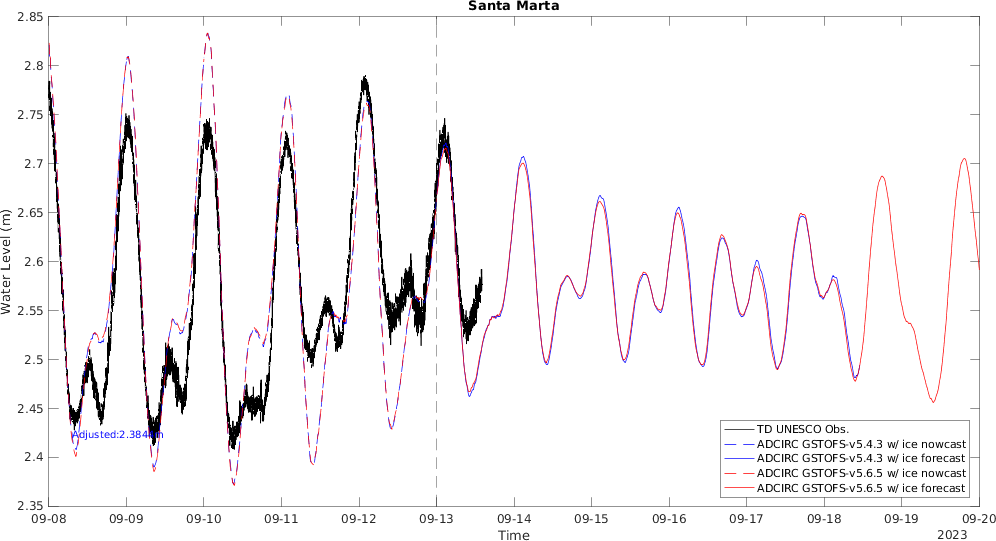 Santa Marta
Water Level (m)
2.85
2.8
2.75
2.7
2.65
2.6
2.55
2.5
2.45
2.4
2.35
TD UNESCO Obs.
ADCIRC GSTOFS-v5.4.3 w/ ice nowcast
ADCIRC GSTOFS-v5.4.3 w/ ice forecast
ADCIRC GSTOFS-v5.6.5 w/ ice nowcast
ADCIRC GSTOFS-v5.6.5 w/ ice forecast
09-08 09-09 09-10 09-11 09-12 09-13 09-14 09-15 09-16 09-17 09-18 09-19 09-20
Time
2023